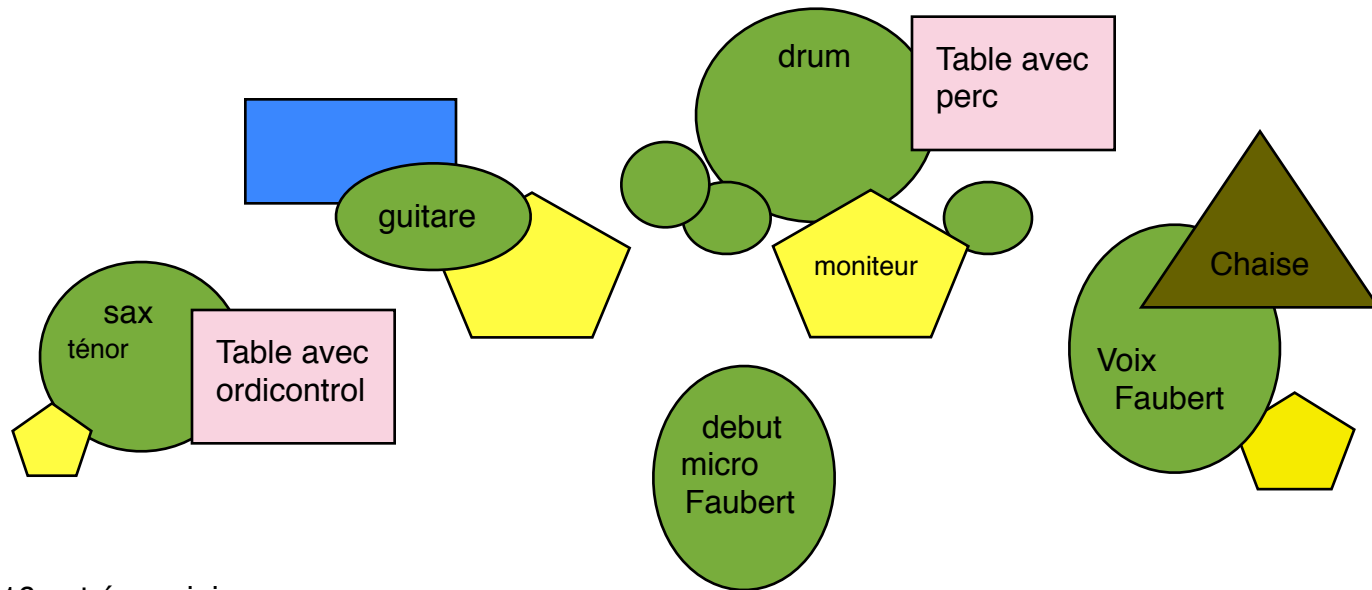 drum
Table avec
perc
guitare
moniteur
Chaise
sax
ténor
Table avec
ordicontrol
Voix
Faubert
debut
micro
Faubert